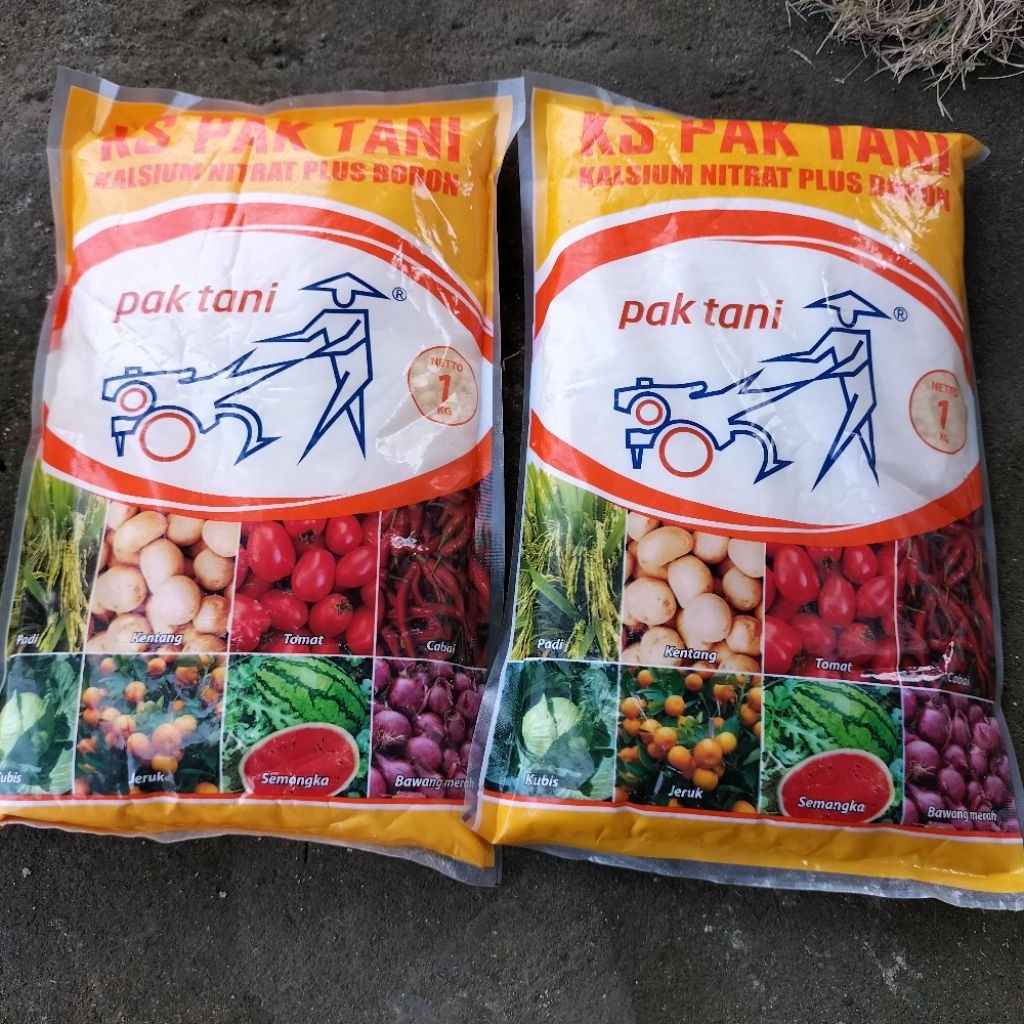 KS PAK TANI
KALSIUM NITRAT PLUS BORON
pak tani ®
NETTO
1
KG
Padi
Kentang
Tomat
Cabai
Kubis
Jeruk
Semangka
Bawang merah
KS PAK TANI
KALSIUM NITRAT PLUS BORON
pak tani ®
NETTO
1
KG
Padi
Kentang
Tomat
Cabai
Kubis
Jeruk
Semangka
Bawang merah